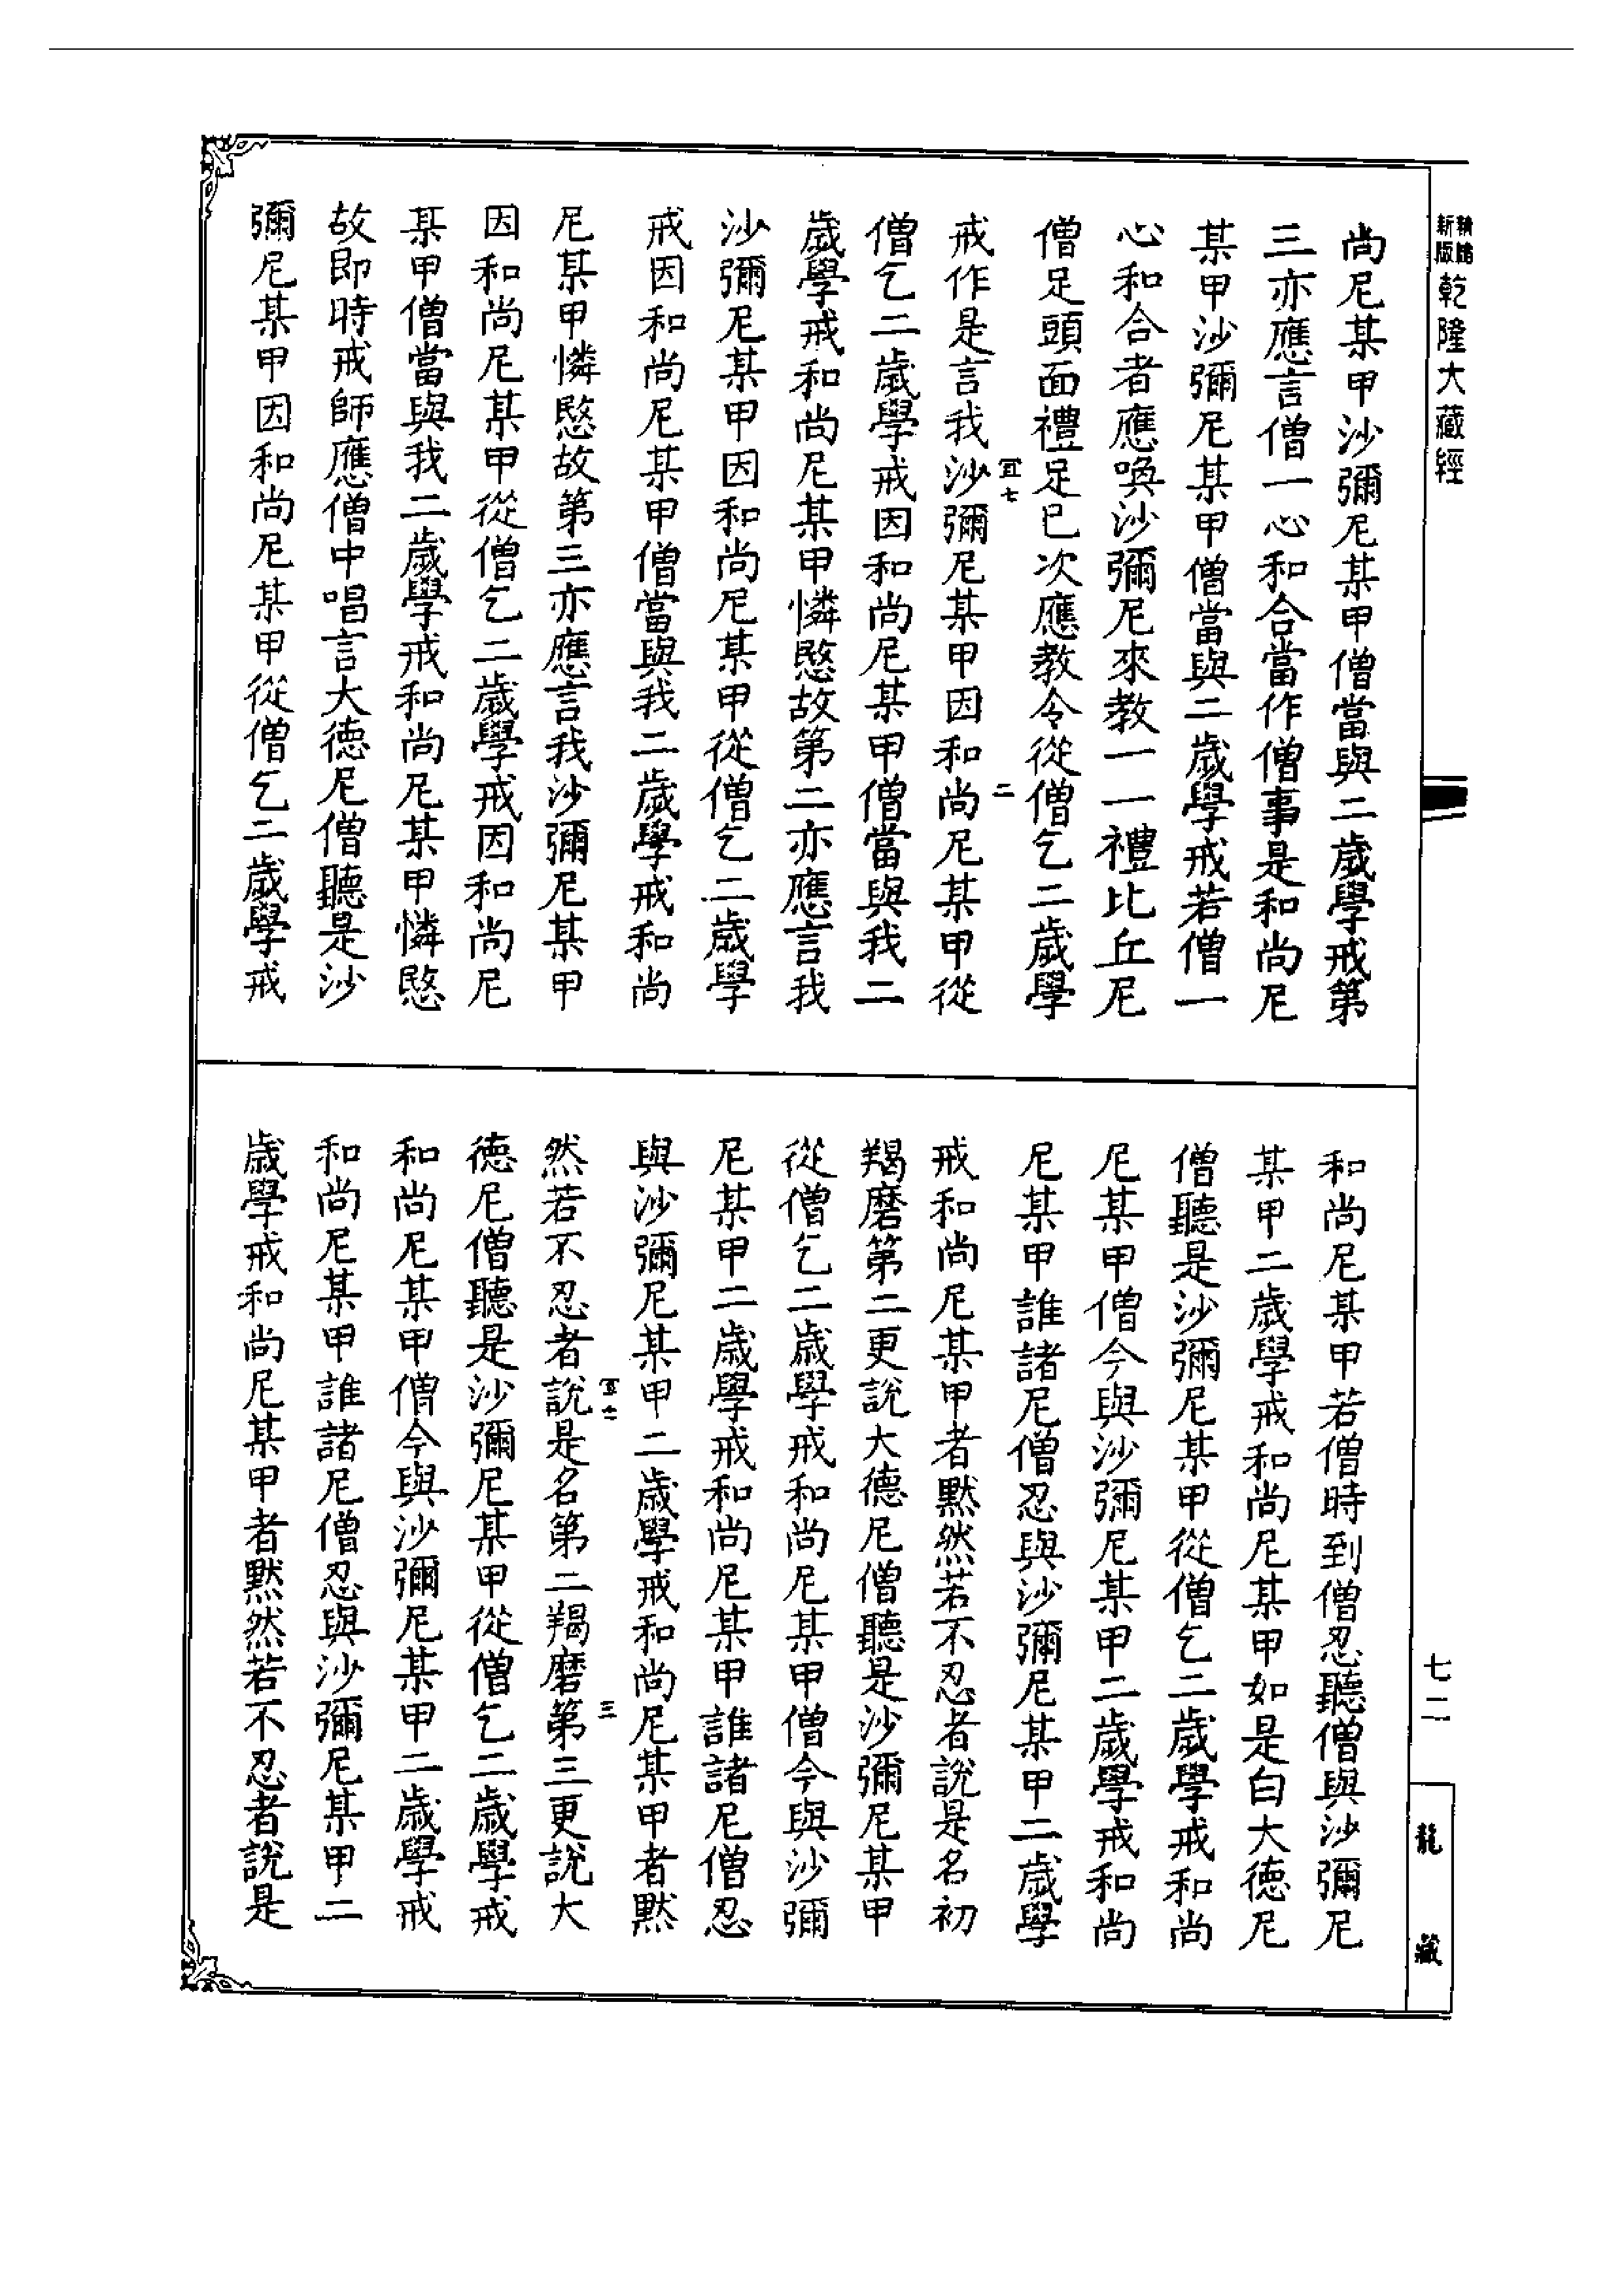 新版
乾隆大藏經
尚尼某甲沙彌尼某甲僧當與二歲學戒第
三亦應言僧一心和合當作僧事是和尚尼
某甲沙彌尼某甲僧當與二歲學戒若僧一
心和合者應喚沙彌尼來教一一禮比丘尼
僧足頭面禮足已次應教令從僧乞二歲學
戒作是言我沙彌尼某甲因和尚尼某甲從
僧乞二歲學戒因和尚尼某甲僧當與我二
歲學戒和尚尼某甲憐愍故第二亦應言我
沙彌尼某甲因和尚尼某甲從僧乞二歲學
戒因和尚尼某甲僧當與我二歲學戒和尚
尼某甲憐愍故第三亦應言我沙彌尼某甲
因和尚尼某甲從僧乞二歲學戒因和尚尼
某甲僧當與我二歲學戒和尚尼某甲憐愍
故即時戒師應僧中唱言大德尼僧聽是沙
彌尼某甲因和尚尼某甲從僧乞二歲學戒
和尚尼某甲若僧時到僧忍聽僧與沙彌尼
某甲二歲學戒和尚尼某甲如是白大德尼
僧聽是沙彌尼某甲從僧乞二歲學戒和尚
尼某甲僧今與沙彌尼某甲二歲學戒和尚
尼某甲誰諸尼僧忍與沙彌尼某甲二歲學
戒和尚尼某甲者默然若不忍者說是名初
羯磨第二更說大德尼僧聽是沙彌尼某甲
從僧乞二歲學戒和尚尼某甲僧今與沙彌
尼某甲二歲學戒和尚尼某甲誰諸尼僧忍
與沙彌尼某甲二歲學戒和尚尼某甲者默
然若不忍者說是名第二羯磨第三更說大
德尼僧聽是沙彌尼某甲從僧乞二歲學戒
和尚尼某甲僧今與沙彌尼某甲二歲學戒
和尚尼某甲誰諸尼僧忍與沙彌尼某甲二
歲學戒和尚尼某甲者默然若不忍者說是
七二
龍藏